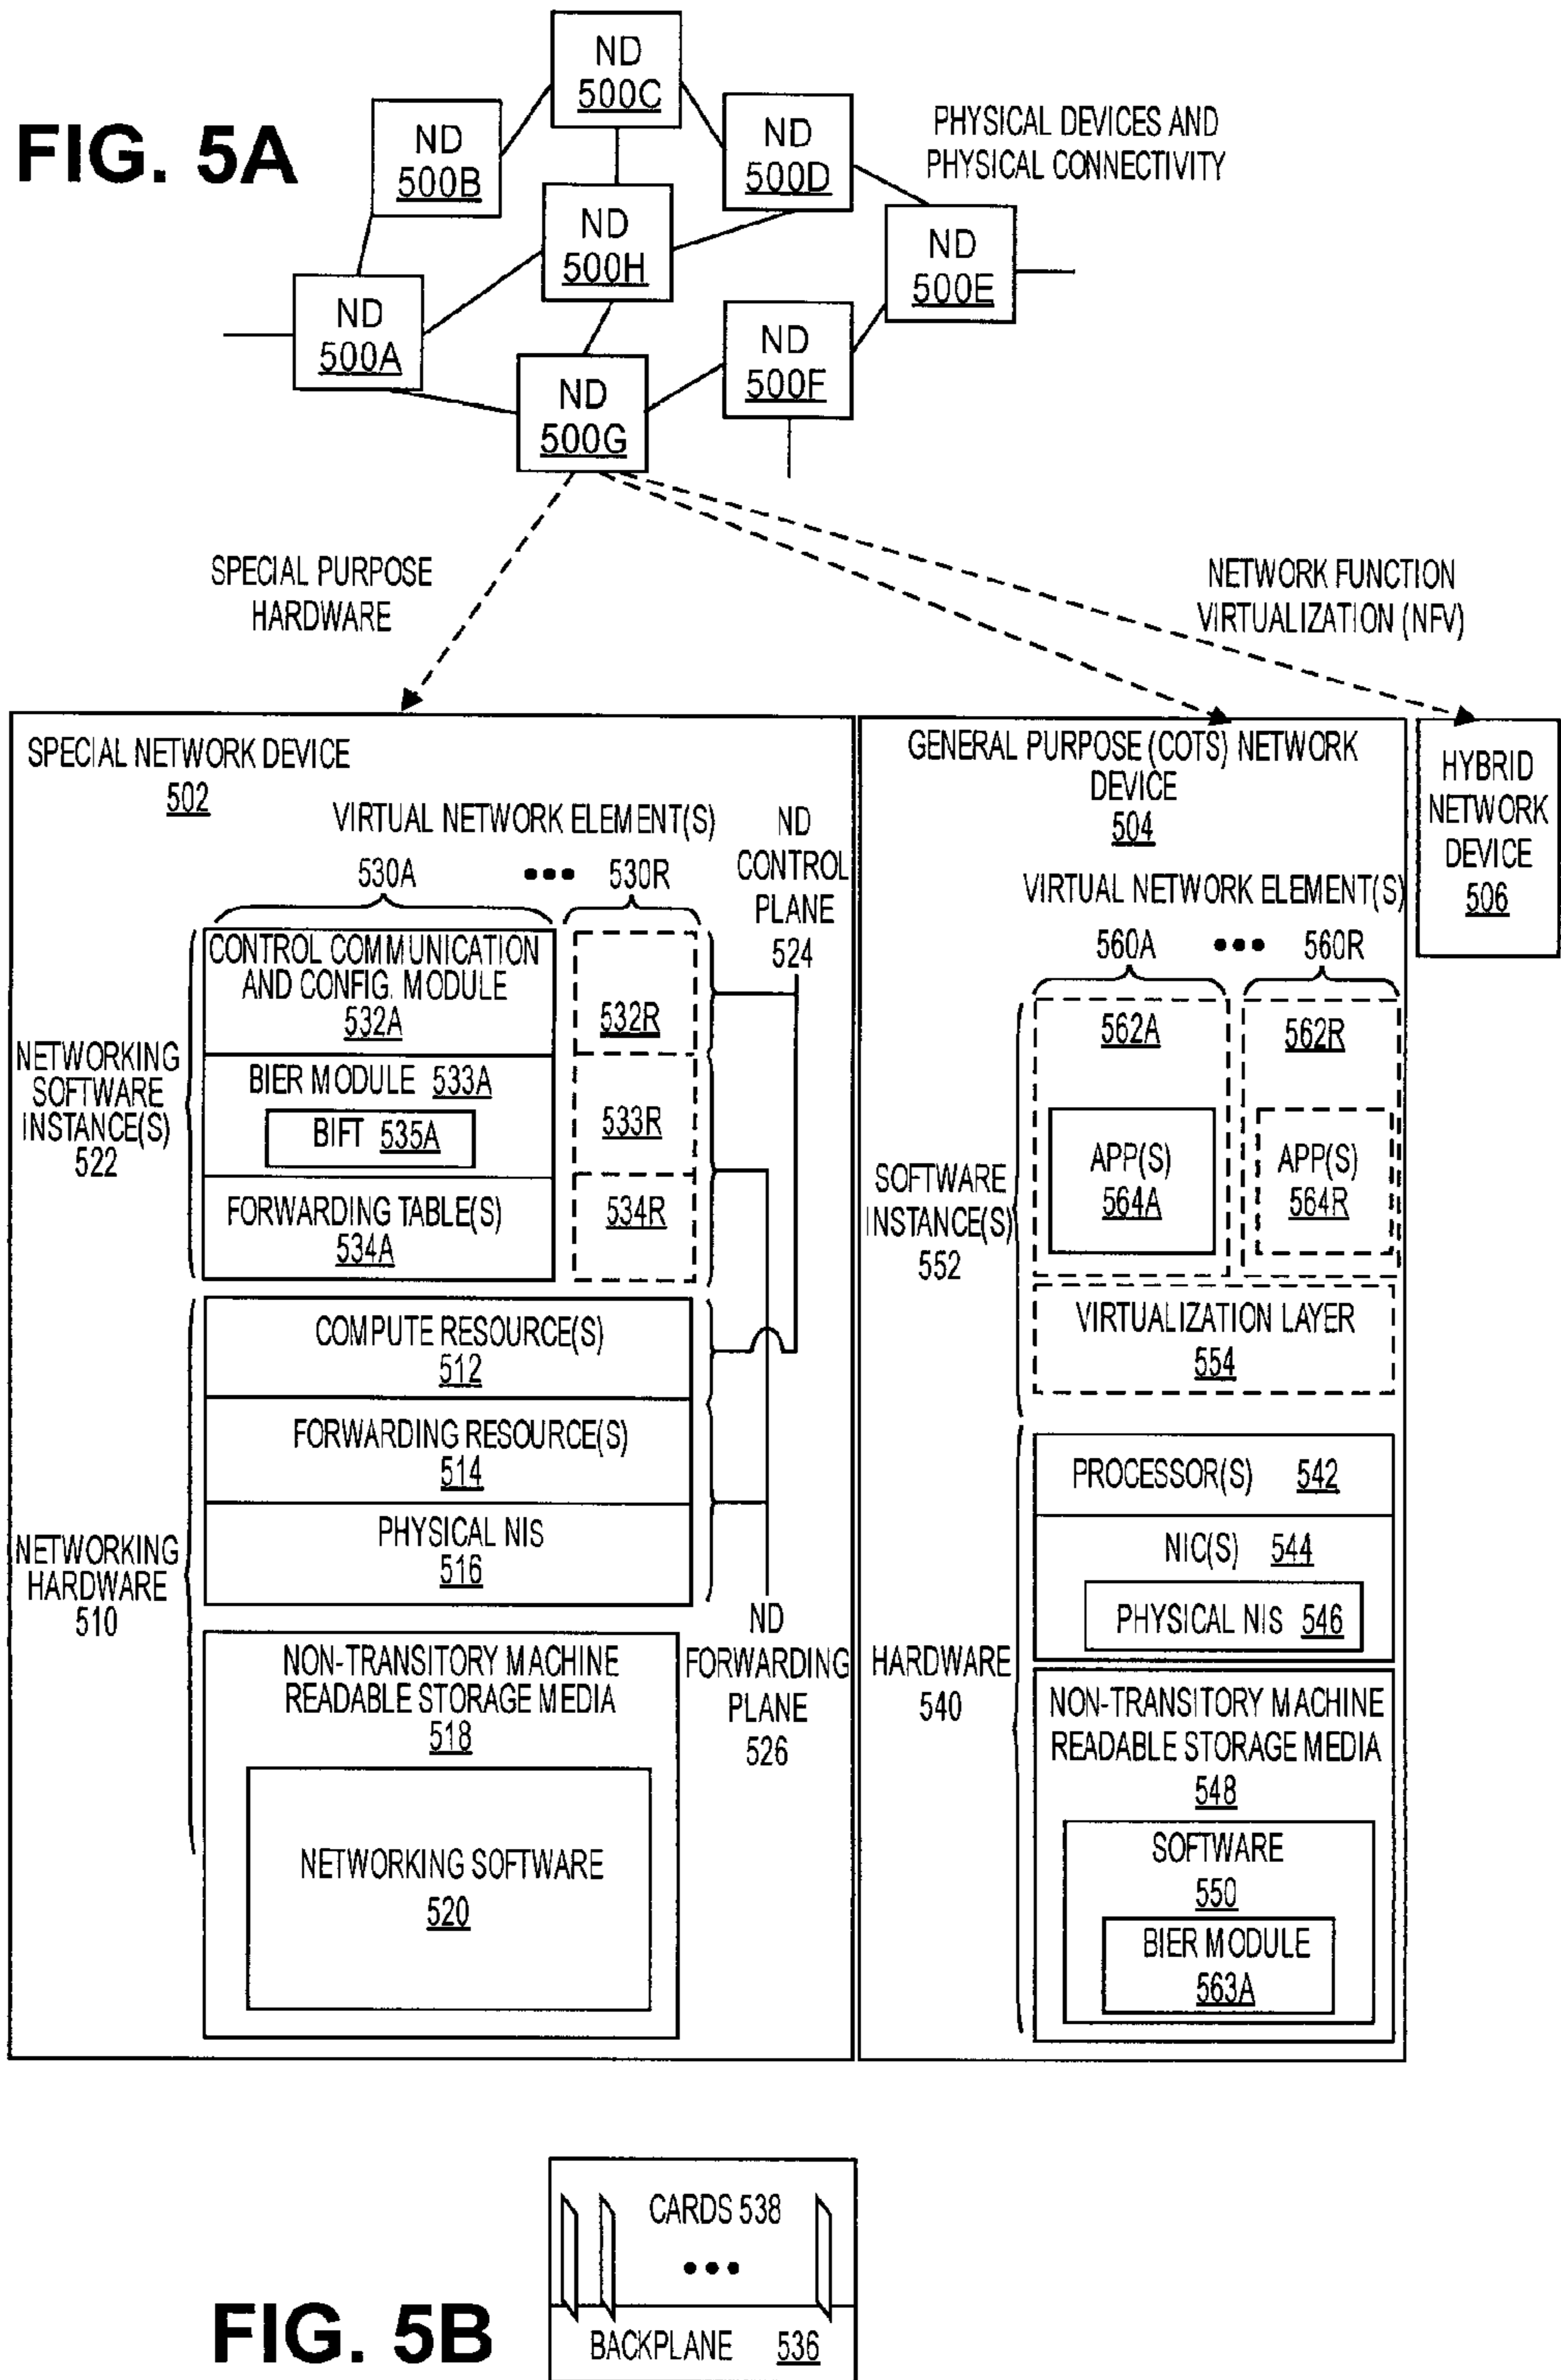 FIG. 5A
ND
500C
ND
500B
ND
500D
PHYSICAL DEVICES AND
PHYSICAL CONNECTIVITY
ND
500H
ND
500E
ND
500A
ND
500F
ND
500G
SPECIAL PURPOSE
HARDWARE
NETWORK FUNCTION
VIRTUALIZATION (NFV)
SPECIAL NETWORK DEVICE
502
VIRTUAL NETWORK ELEMENT(S)
530A
••• 530R
ND
CONTROL
PLANE
524
NETWORKING
SOFTWARE
INSTANCE(S)
522
CONTROL COMMUNICATION
AND CONFIG. MODULE
532A
532R
BIER MODULE 533A
BIFT 535A
533R
FORWARDING TABLE(S)
534A
534R
NETWORKING
HARDWARE
510
COMPUTE RESOURCE(S)
512
FORWARDING RESOURCE(S)
514
PHYSICAL NIS
516
ND
FORWARDING
PLANE
526
NON-TRANSITORY MACHINE
READABLE STORAGE MEDIA
518
NETWORKING SOFTWARE
520
GENERAL PURPOSE (COTS) NETWORK
DEVICE
504
VIRTUAL NETWORK ELEMENT(S)
560A ••• 560R
SOFTWARE
INSTANCE(S)
552
562A
562R
APP(S)
564A
APP(S)
564R
VIRTUALIZATION LAYER
554
HARDWARE
540
PROCESSOR(S) 542
NIC(S) 544
PHYSICAL NIS 546
NON-TRANSITORY MACHINE
READABLE STORAGE MEDIA
548
SOFTWARE
550
BIER MODULE
563A
HYBRID
NETWORK
DEVICE
506
FIG. 5B
CARDS 538
•••
BACKPLANE 536